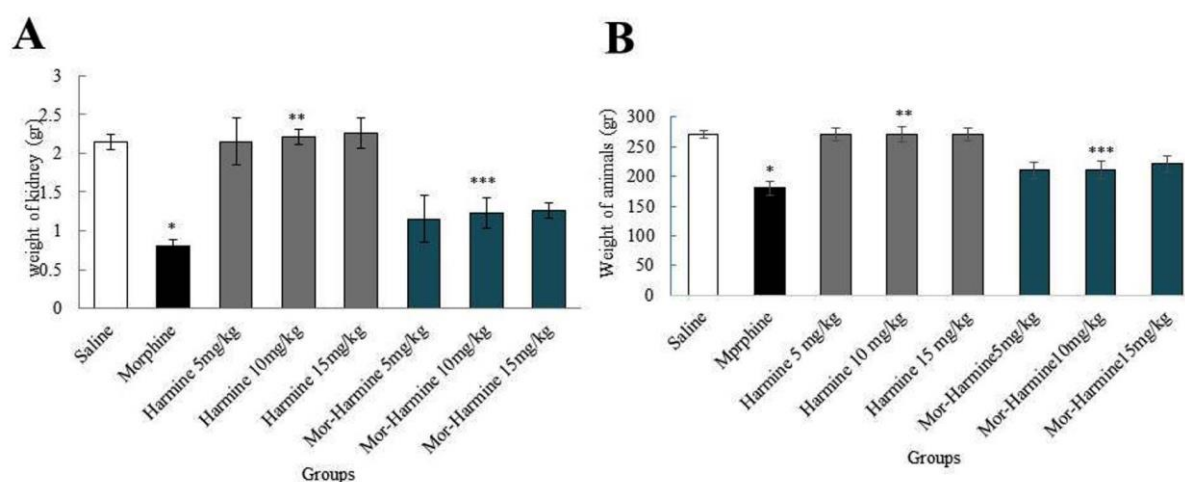 A
weight of kidney (gr)
3
2.5
2
1.5
1
0.5
0
*
**
***
Saline
Morphine
Harmine 5mg/kg
Harmine 10mg/kg
Harmine 15mg/kg
Mor-Harmine 5mg/kg
Mor-Harmine 10mg/kg
Mor-Harmine 15mg/kg
Groups
B
Weight of animals (gr)
300
250
200
150
100
50
0
*
**
***
Saline
Mprphine
Harmine 5 mg/kg
Harmine 10 mg/kg
Harmine 15 mg/kg
Mor-Harmine5mg/kg
Mor-Harmine10mg/kg
Mor-Harmine15mg/kg
Groups